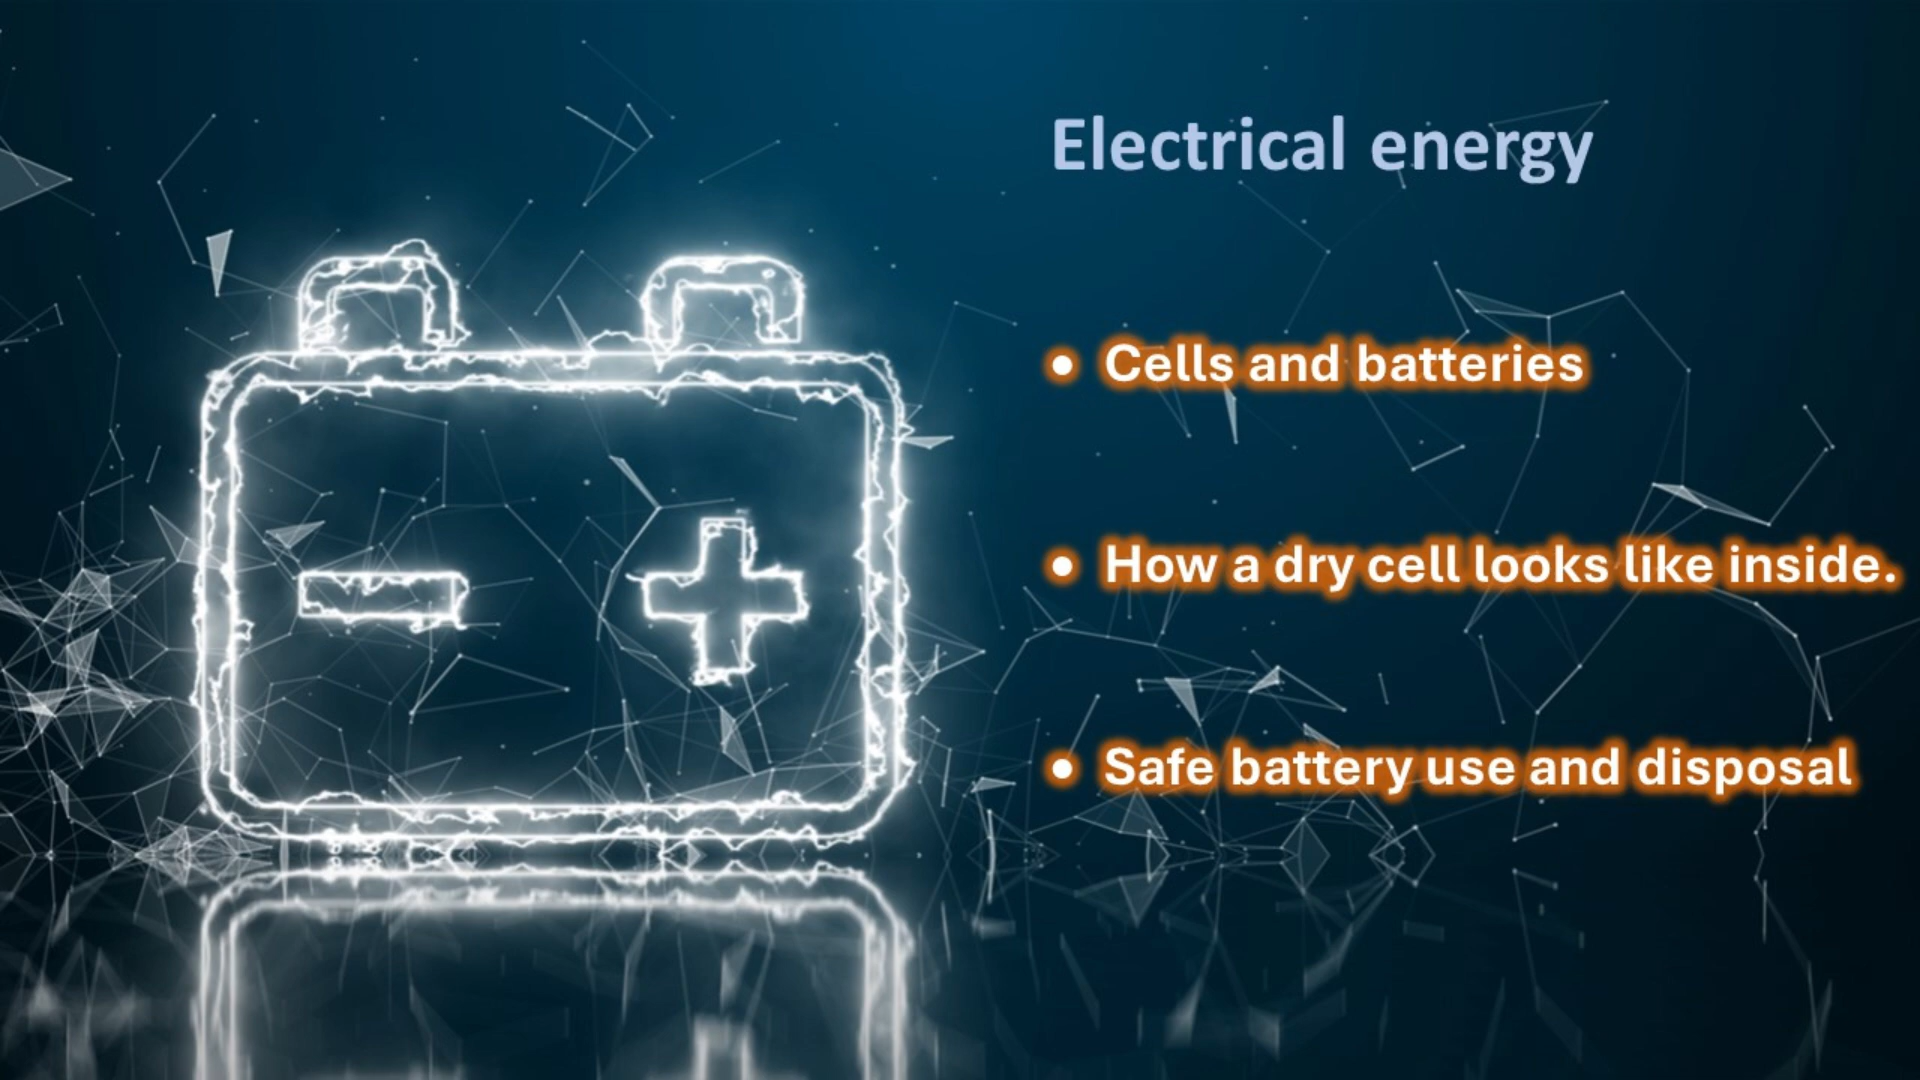 Electrical energy
• Cells and batteries
• How a dry cell looks like inside.
• Safe battery use and disposal